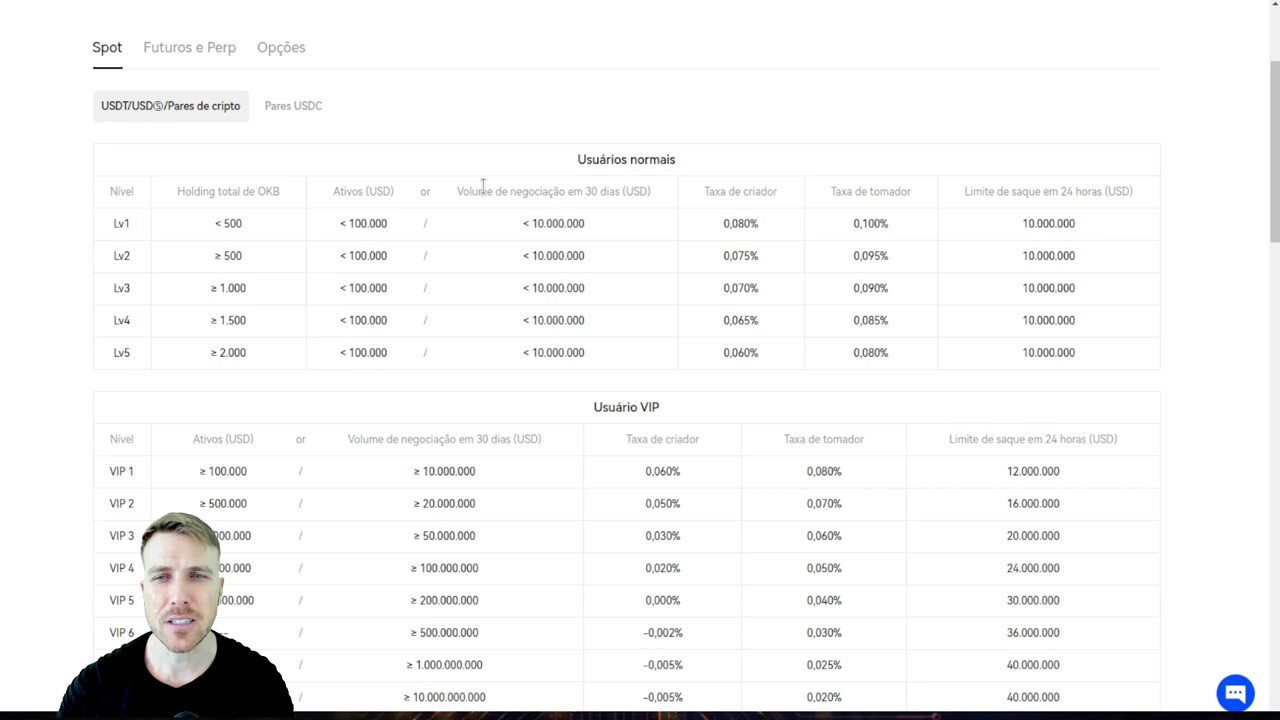 Spot Futuros e Perp Opções
USDT/USDⓈ/Pares de cripto Pares USDC
Usuários normais
Nível Holding total de OKB Ativos (USD) or Volume de negociação em 30 dias (USD) Taxa de criador Taxa de tomador Limite de saque em 24 horas (USD)
Lv1 < 500 < 100.000 / < 10.000.000 0,080% 0,100% 10.000.000
Lv2 ≥ 500 < 100.000 / < 10.000.000 0,075% 0,095% 10.000.000
Lv3 ≥ 1.000 < 100.000 / < 10.000.000 0,070% 0,090% 10.000.000
Lv4 ≥ 1.500 < 100.000 / < 10.000.000 0,065% 0,085% 10.000.000
Lv5 ≥ 2.000 < 100.000 / < 10.000.000 0,060% 0,080% 10.000.000
Usuário VIP
Nível Ativos (USD) or Volume de negociação em 30 dias (USD) Taxa de criador Taxa de tomador Limite de saque em 24 horas (USD)
VIP 1 ≥ 100.000 / ≥ 10.000.000 0,060% 0,080% 12.000.000
VIP 2 ≥ 500.000 / ≥ 20.000.000 0,050% 0,070% 16.000.000
VIP 3 / ≥ 50.000.000 0,030% 0,060% 20.000.000
VIP 4 / ≥ 100.000.000 0,020% 0,050% 24.000.000
VIP 5 / ≥ 200.000.000 0,000% 0,040% 30.000.000
VIP 6 / ≥ 500.000.000 -0,002% 0,030% 36.000.000
/ ≥ 1.000.000.000 -0,005% 0,025% 40.000.000
/ ≥ 10.000.000.000 -0,005% 0,020% 40.000.000